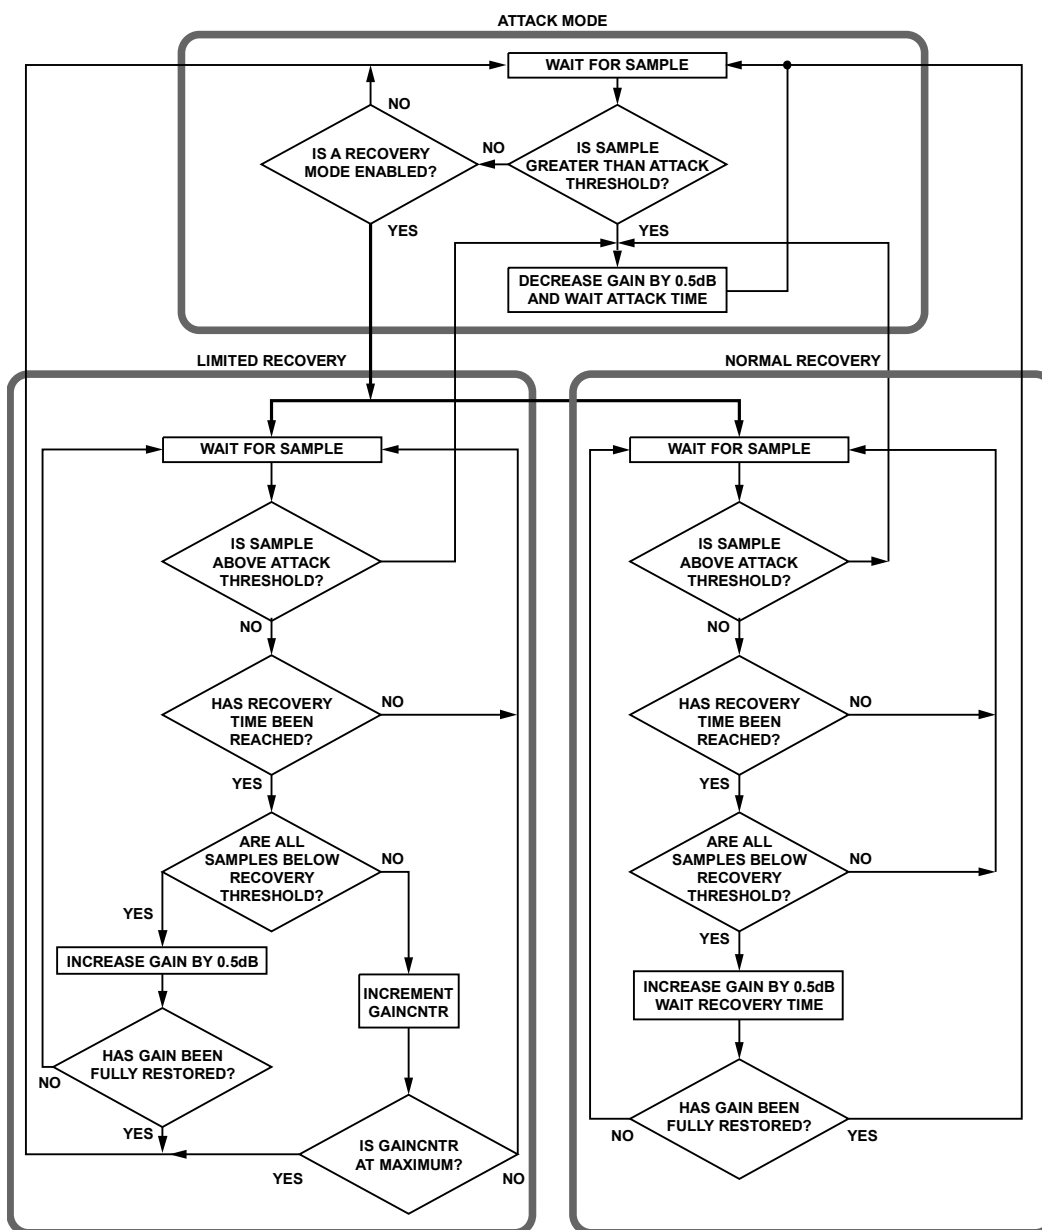 ATTACK MODE
WAIT FOR SAMPLE
NO
IS A RECOVERY
MODE ENABLED?
NO
IS SAMPLE
GREATER THAN ATTACK
THRESHOLD?
YES
YES
DECREASE GAIN BY 0.5dB
AND WAIT ATTACK TIME
LIMITED RECOVERY
WAIT FOR SAMPLE
IS SAMPLE
ABOVE ATTACK
THRESHOLD?
NO
HAS RECOVERY
TIME BEEN
REACHED?
NO
YES
ARE ALL
SAMPLES BELOW
RECOVERY
THRESHOLD?
NO
YES
INCREASE GAIN BY 0.5dB
INCREMENT
GAINCNTR
HAS GAIN BEEN
FULLY RESTORED?
NO
YES
IS GAINCNTR
AT MAXIMUM?
YES
NO
NORMAL RECOVERY
WAIT FOR SAMPLE
IS SAMPLE
ABOVE ATTACK
THRESHOLD?
NO
HAS RECOVERY
TIME BEEN
REACHED?
NO
YES
ARE ALL
SAMPLES BELOW
RECOVERY
THRESHOLD?
NO
YES
INCREASE GAIN BY 0.5dB
WAIT RECOVERY TIME
HAS GAIN BEEN
FULLY RESTORED?
NO
YES